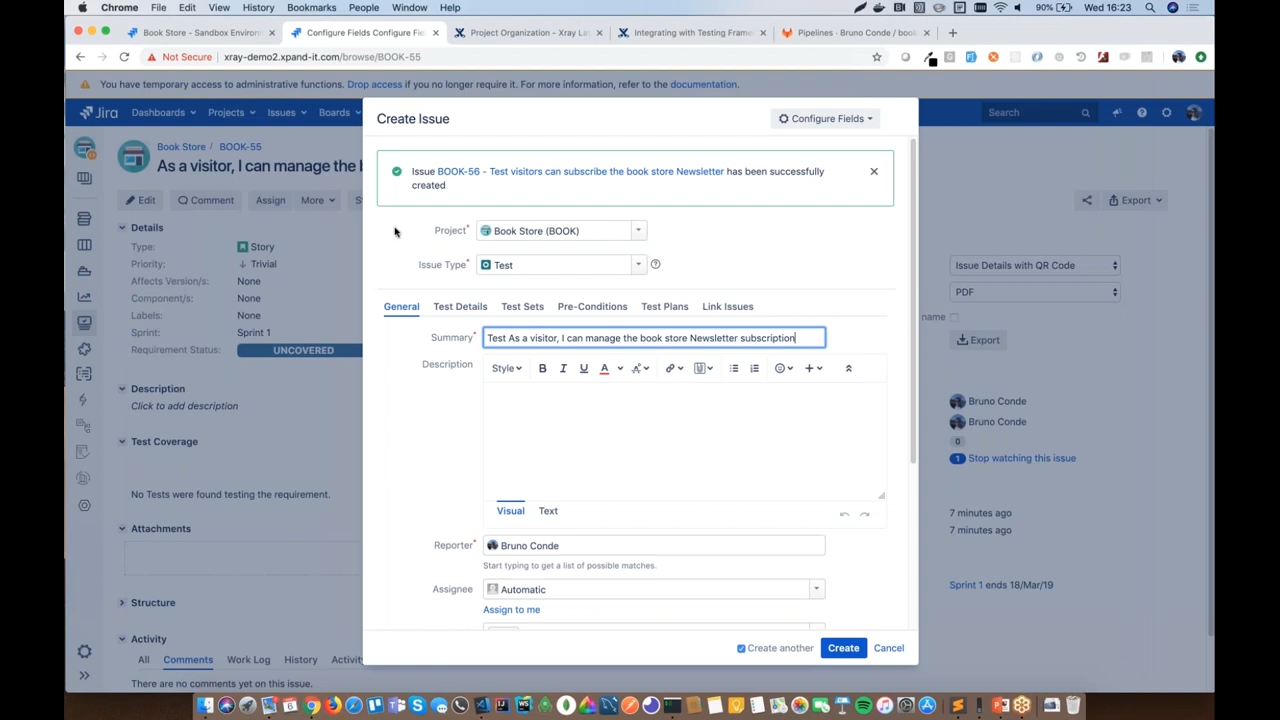 Chrome File Edit View History Bookmarks People Window Help 90% Wed 16:23
Book Store - Sandbox Environ
Configure Fields Configure Fie
Project Organization - Xray La
Integrating with Testing Frame
Pipelines · Bruno Conde / book
Not Secure xray-demo2.xpand-it.com/browse/BOOK-55
You have temporary access to administrative functions. Drop access if you no longer require it. For more information, refer to the documentation.
Jira Dashboards Projects Issues Boards Search
Create Issue
Configure Fields
Book Store / BOOK-55
As a visitor, I can manage the b
Edit Comment Assign More
Export
Issue BOOK-56 - Test visitors can subscribe the book store Newsletter has been successfully
created
Details
Type: Story
Priority: Trivial
Affects Version/s: None
Component/s: None
Labels: None
Sprint: Sprint 1
Requirement Status: UNCOVERED
Project* Book Store (BOOK)
Issue Type* Test
Issue Details with QR Code
PDF
name
Export
General Test Details Test Sets Pre-Conditions Test Plans Link Issues
Summary* Test As a visitor, I can manage the book store Newsletter subscription
Description
Style B I U A
Visual Text
Description
Click to add description
Test Coverage
No Tests were found testing the requirement.
Attachments
Structure
Activity
All Comments Work Log History Activit
There are no comments yet on this issue.
Reporter* Bruno Conde
Start typing to get a list of possible matches.
Assignee Automatic
Assign to me
Create another Create Cancel
Bruno Conde
Bruno Conde
0
1 Stop watching this issue
7 minutes ago
7 minutes ago
Sprint 1 ends 18/Mar/19